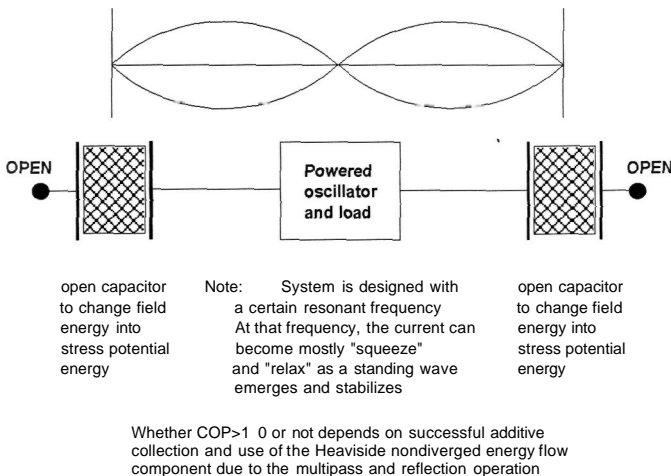 OPEN
OPEN
Powered
oscillator
and load
open capacitor
to change field
energy into
stress potential
energy
Note: System is designed with
a certain resonant frequency
At that frequency, the current can
become mostly "squeeze"
and "relax" as a standing wave
emerges and stabilizes
open capacitor
to change field
energy into
stress potential
energy
Whether COP>1 0 or not depends on successful additive
collection and use of the Heaviside nondiverged energy flow
component due to the multipass and reflection operation